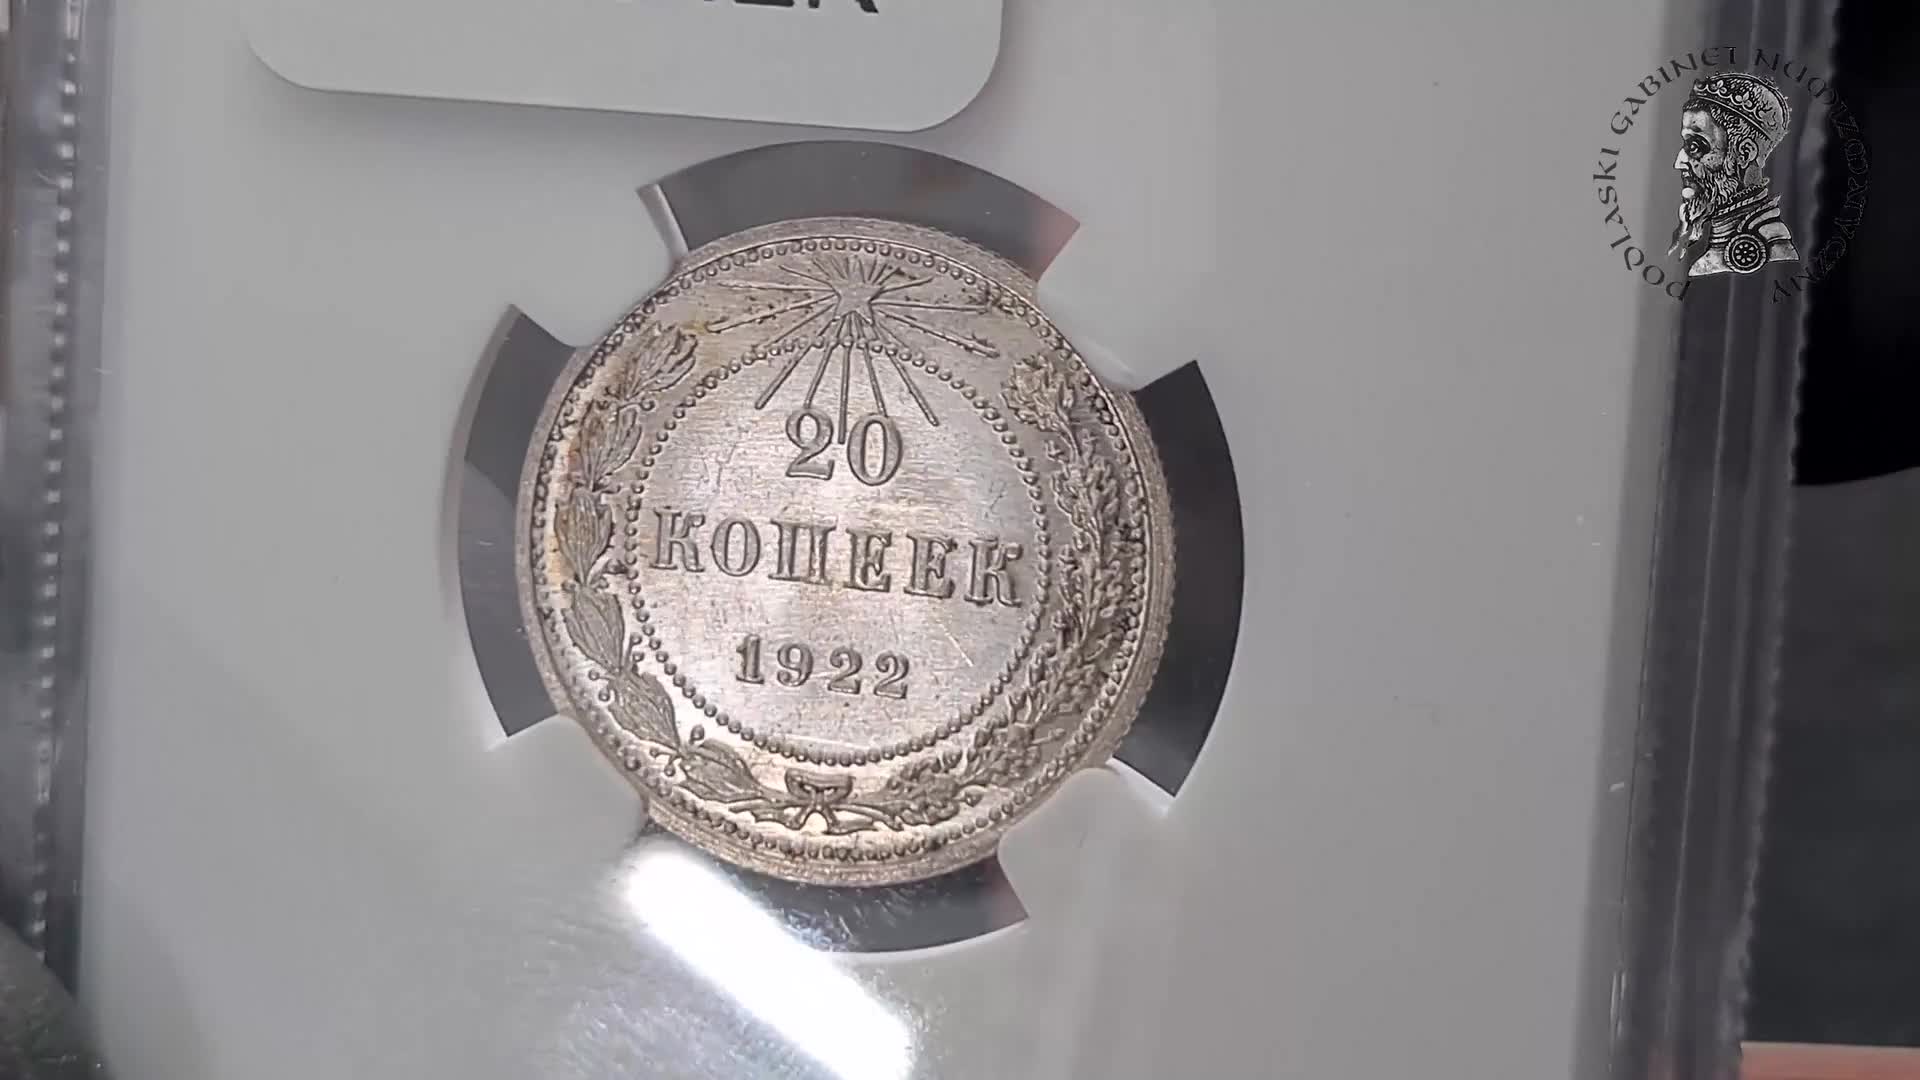 PODLASKI GABINET NUMIZMATYCZNY
20
КОПЕЕК
1922